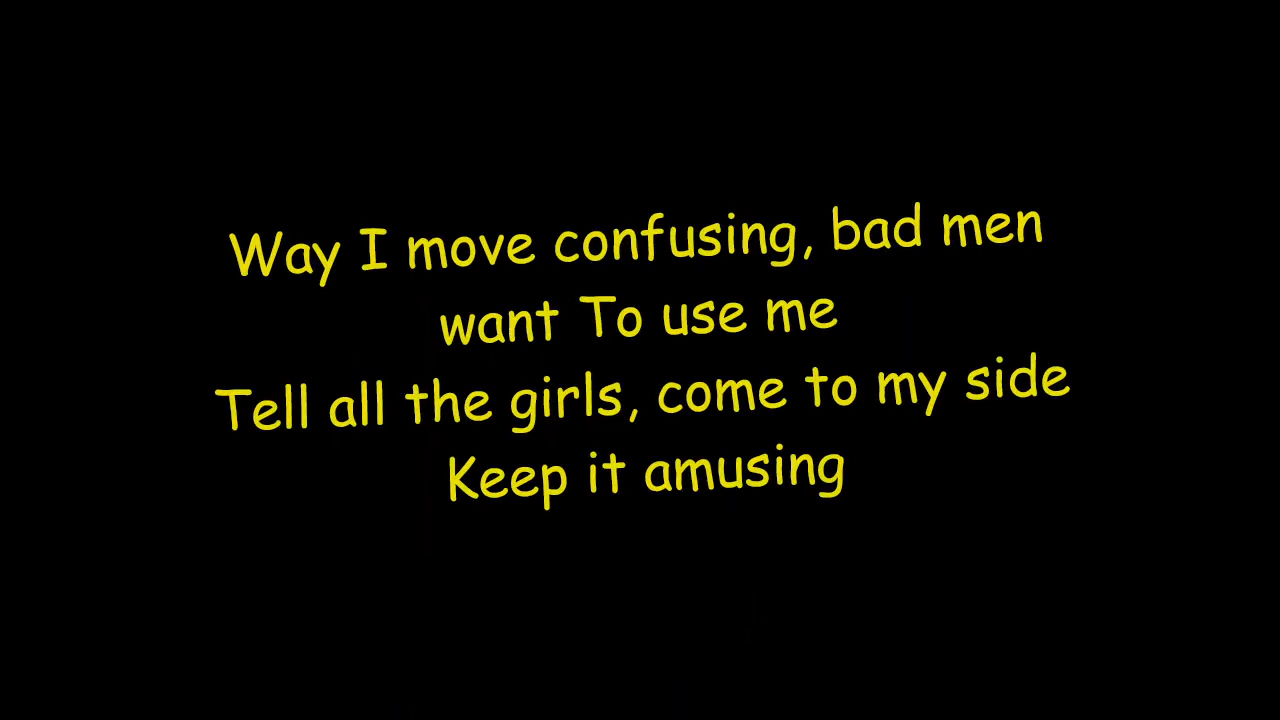 Way I move confusing, bad men
want To use me
Tell all the girls, come to my side
Keep it amusing